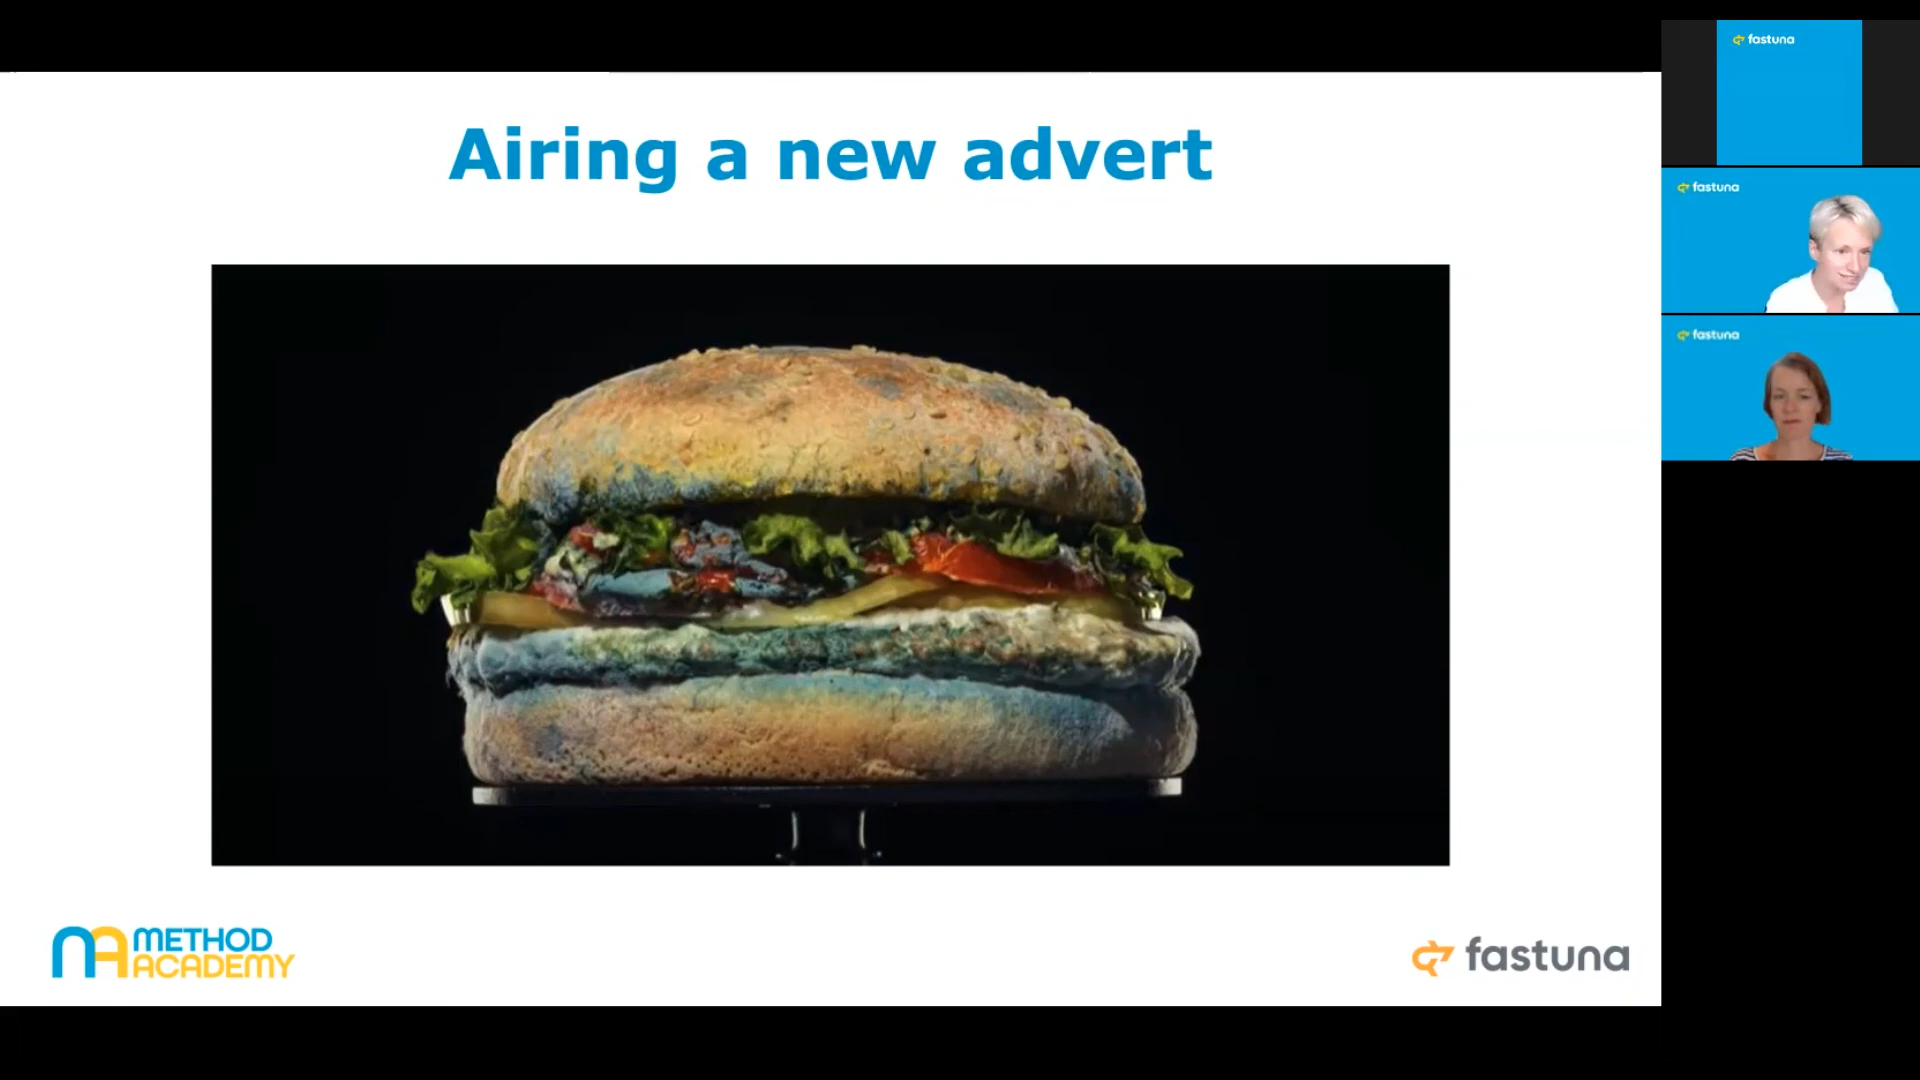 Airing a new advert
METHOD
ACADEMY
fastuna
fastuna
fastuna
fastuna